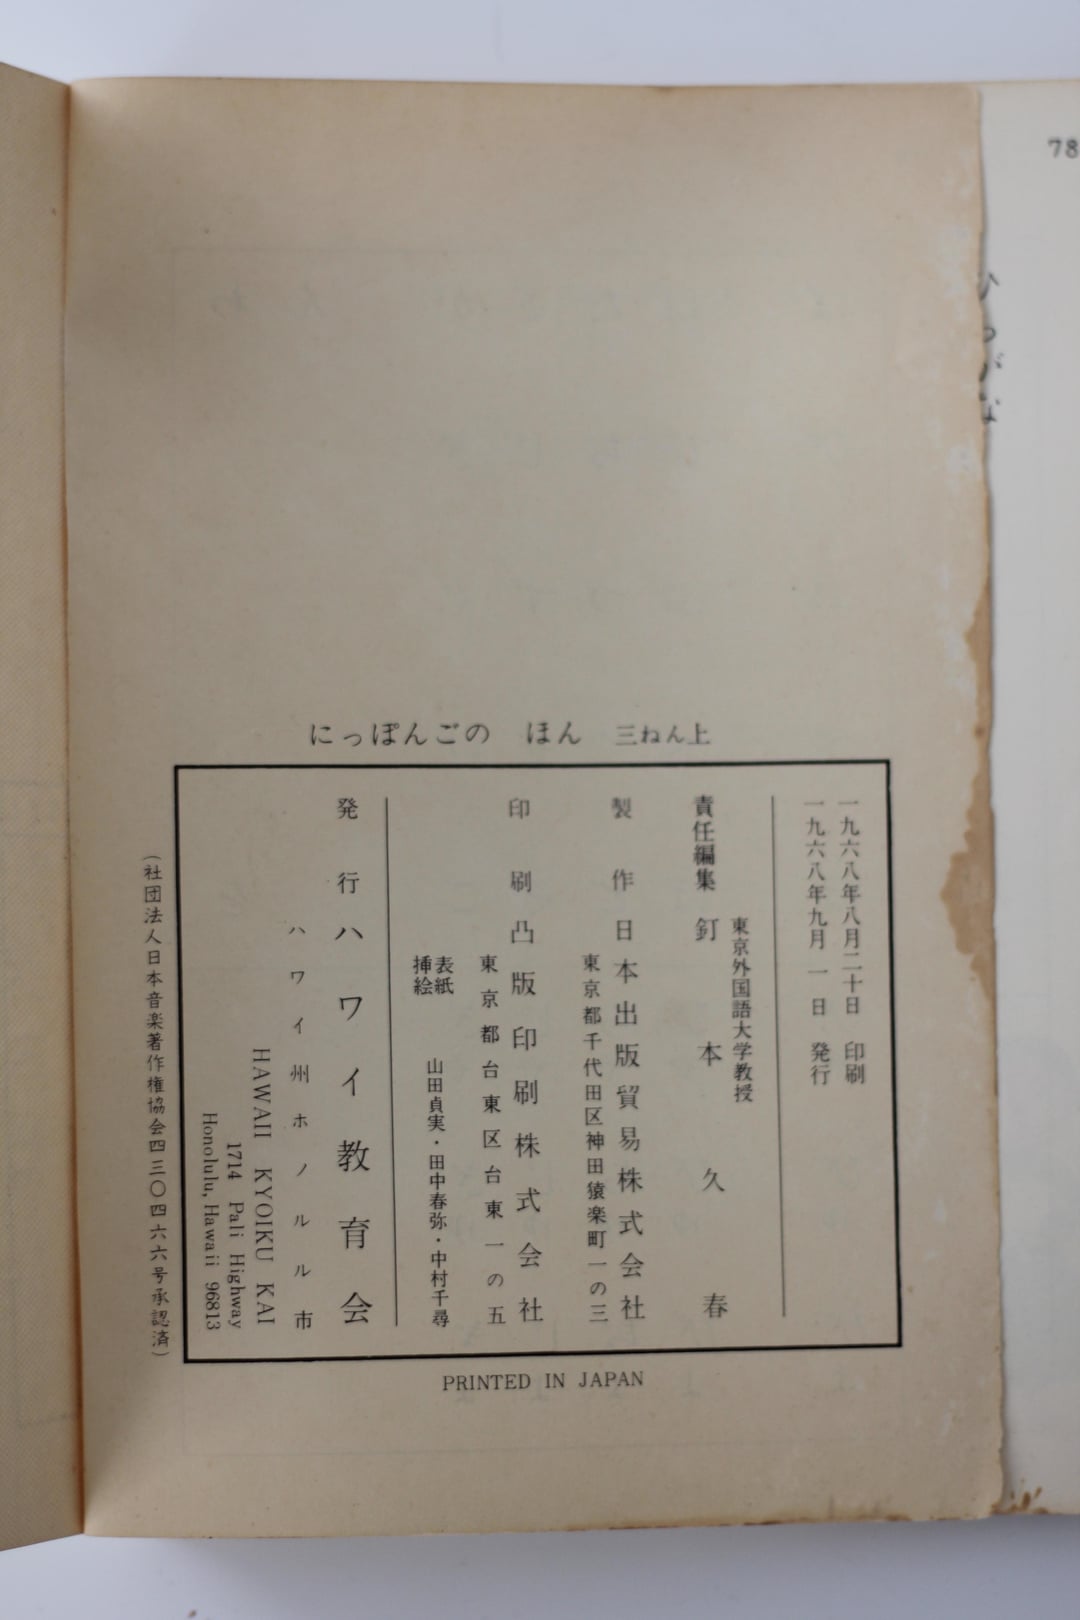 78
にっぽんごの ほん 三ねん上
一九六八年八月二十日 印刷
一九六八年九月一日 発行
東京外国語大学教授
責任編集 釘本久春
製作 日本出版貿易株式会社
東京都千代田区神田猿楽町一の三
印刷 凸版印刷株式会社
東京都台東区台東一の五
表紙
挿絵 山田貞実・田中春弥・中村千尋
発行 ハワイ教育会
ハワイ州ホノルル市
HAWAII KYOIKU KAI
1714 Pali Highway
Honolulu, Hawaii 96813
(社団法人日本音楽著作権協会四三〇四六六号承認済)
PRINTED IN JAPAN